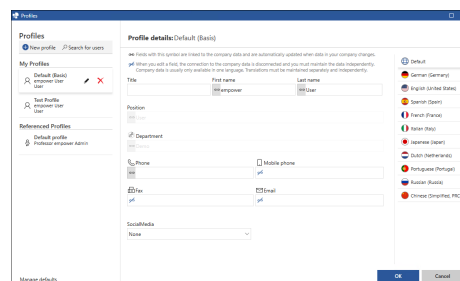 Profiles
Profiles
New profile
Search for users
My Profiles
Default (Basis)
empower User
User
Test Profile
empower User
User
Referenced Profiles
Default profile
Professor empower Admin
Manage defaults
Profile details: Default (Basis)
Fields with this symbol are linked to the company data and are automatically updated when data in your company changes.
When you edit a field, the connection to the company data is disconnected and you must maintain the data independently.
Company data is usually only available in one language. Translations must be maintained separately and independently.
Title
First name
Last name
empower
User
Position
Department
Phone
Mobile phone
Fax
Email
SocialMedia
None
Default
German (Germany)
English (United States)
Spanish (Spain)
French (France)
Italian (Italy)
Japanese (Japan)
Dutch (Netherlands)
Portuguese (Portugal)
Russian (Russia)
Chinese (Simplified, PRC
OK
Cancel